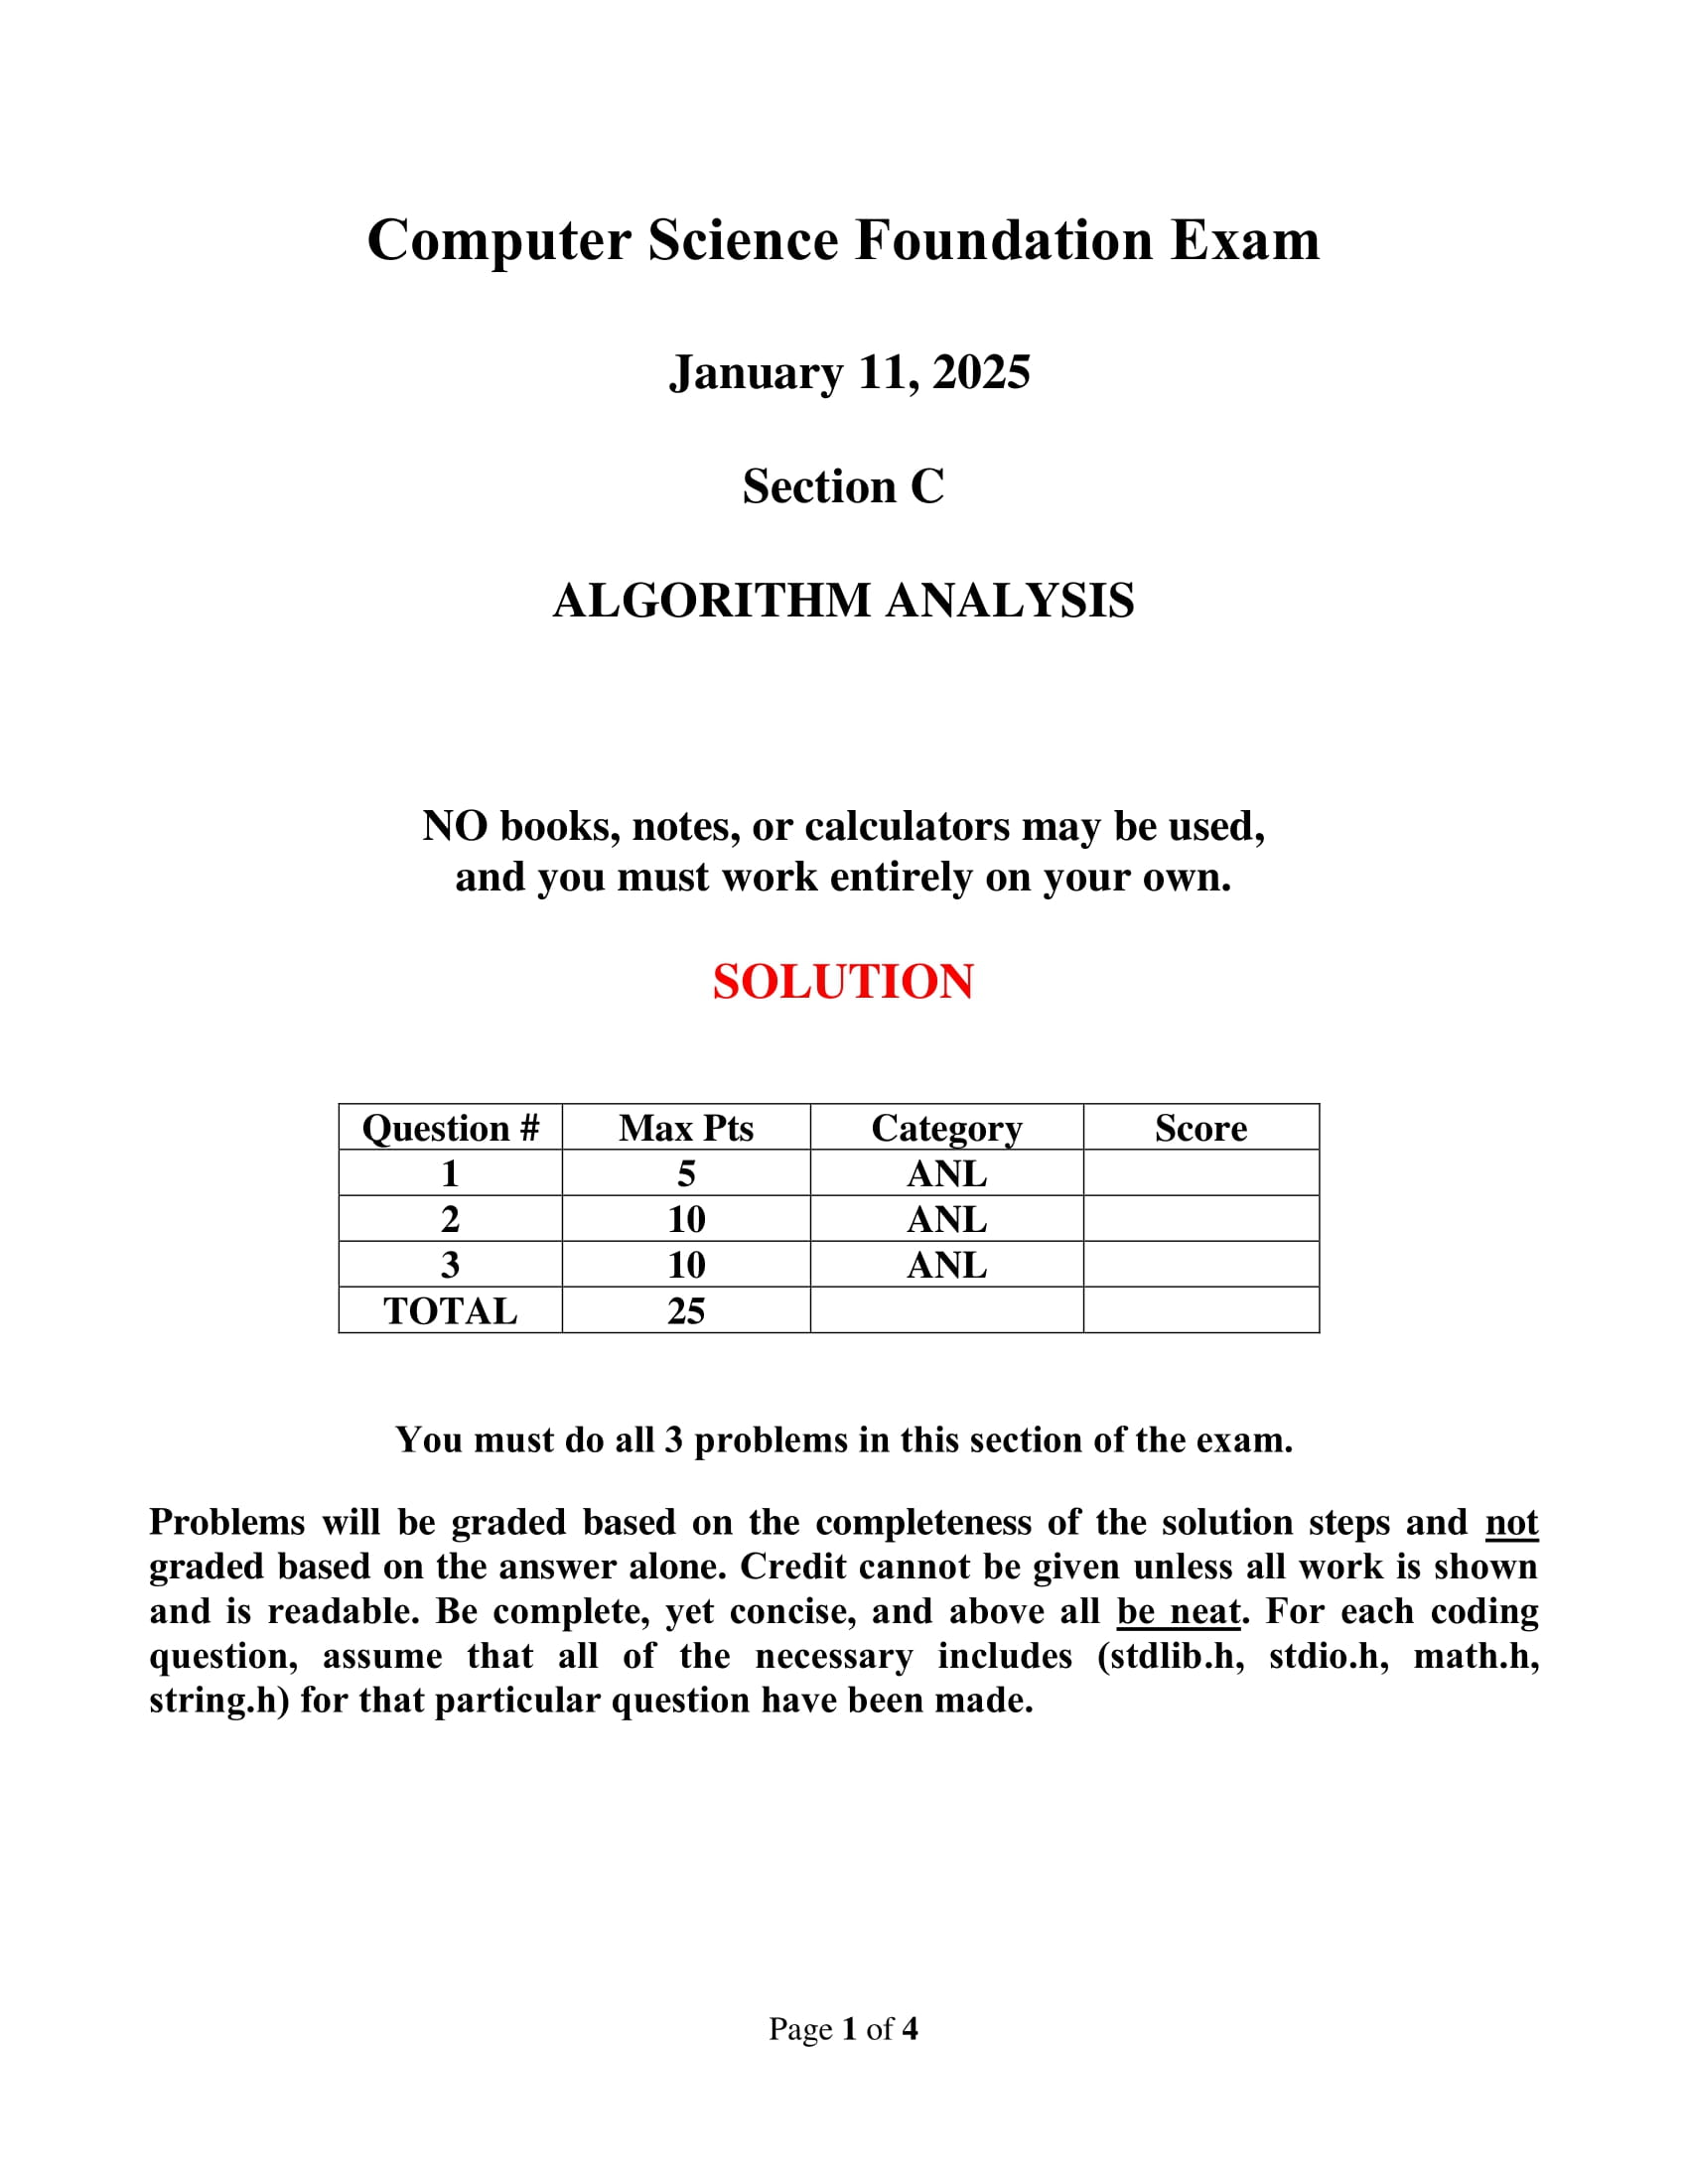 Computer Science Foundation Exam
January 11, 2025
Section C
ALGORITHM ANALYSIS
NO books, notes, or calculators may be used,
and you must work entirely on your own.
SOLUTION
Question # Max Pts Category Score
1 5 ANL
2 10 ANL
3 10 ANL
TOTAL 25
You must do all 3 problems in this section of the exam.
Problems will be graded based on the completeness of the solution steps and not
graded based on the answer alone. Credit cannot be given unless all work is shown
and is readable. Be complete, yet concise, and above all be neat. For each coding
question, assume that all of the necessary includes (stdlib.h, stdio.h, math.h,
string.h) for that particular question have been made.
Page 1 of 4